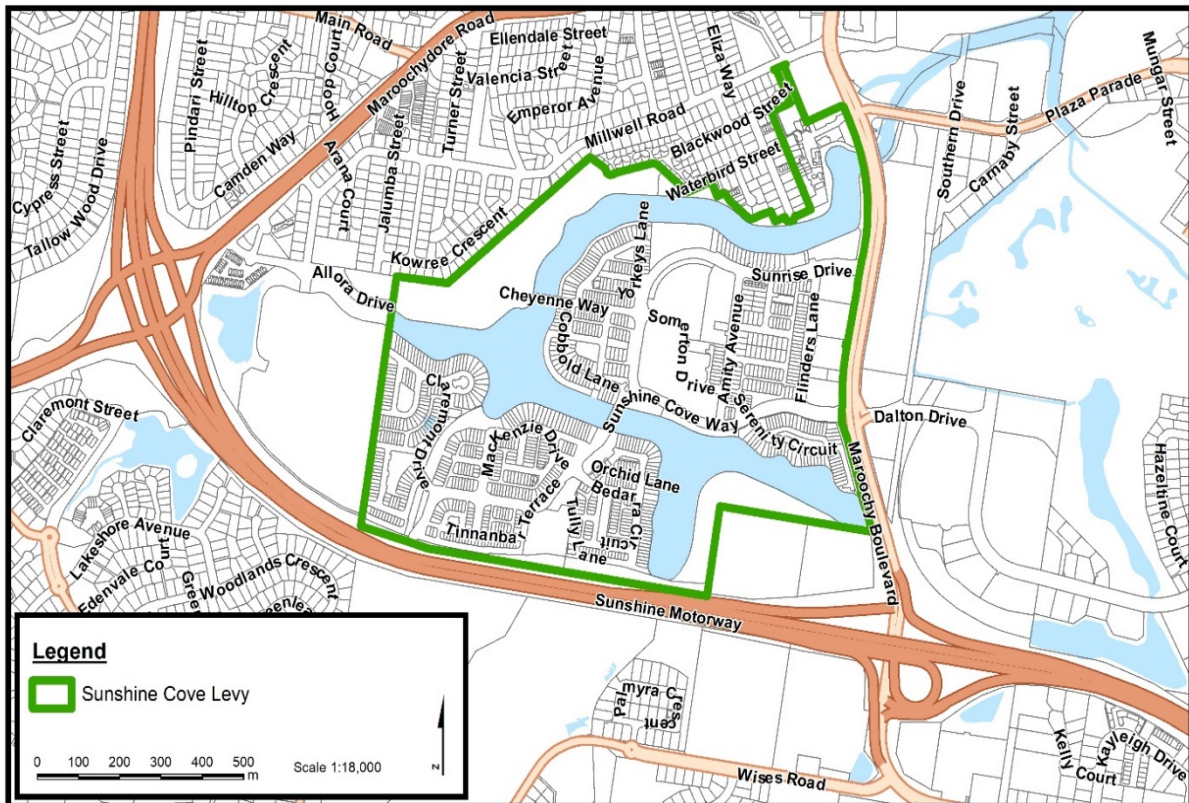 Main Road
Maroochydore Road
Ellendale Street
Eliza Way
Mungar Street
Pindari Street
Hilltop Crescent
Hoop Court
Turner Street
Valencia Street
Emperor Avenue
Plaza Parade
Millwell Road
Blackwood Street
Southern Drive
Carnaby Street
Cypress Street
Tallow Wood Drive
Camden Way
Arana Court
Jalumba Street
Waterbird Street
Kowree Crescent
Allora Drive
Yorkeys Lane
Sunrise Drive
Cheyenne Way
Somerton Drive
Cobbold Lane
Amity Avenue
Flinders Lane
Claremont Drive
Sunshine Cove Way
Serenity Circuit
Dalton Drive
Claremont Street
Mackenzie Drive
Orchid Lane
Bedarra Circuit
Maroochy Boulevard
Hazeltine Court
Tinnanbar Terrace
Tully Lane
Lakeshore Avenue
Edenvale Court
Woodlands Crescent
Sunshine Motorway
Legend
Sunshine Cove Levy
0 100 200 300 400 500
m
Scale 1:18,000
N
Palmyra Crescent
Wises Road
Kelly Court
Kayleigh Drive